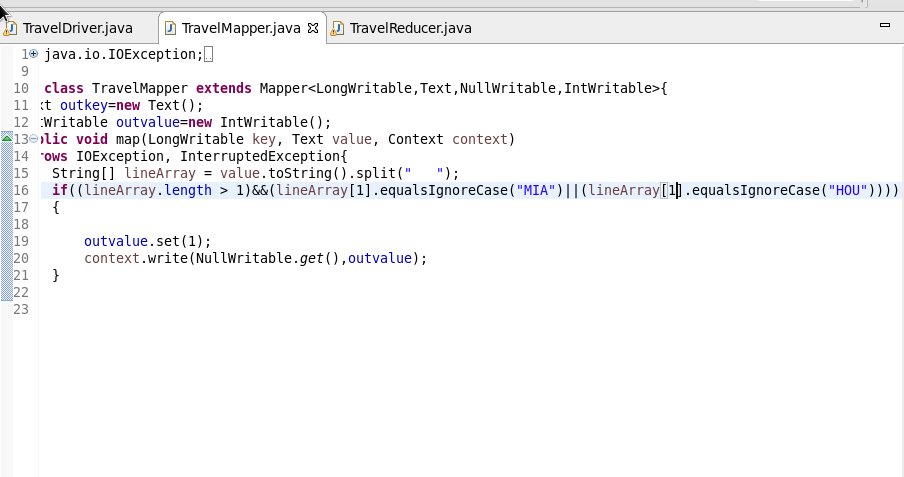 TravelDriver.java TravelMapper.java TravelReducer.java
1 java.io.IOException;
9
10 class TravelMapper extends Mapper<LongWritable,Text,NullWritable,IntWritable>{
11 xt outkey=new Text();
12 tWritable outvalue=new IntWritable();
13 blic void map(LongWritable key, Text value, Context context)
14 rows IOException, InterruptedException{
15 String[] lineArray = value.toString().split("   ");
16 if((lineArray.length > 1)&&(lineArray[1].equalsIgnoreCase("MIA")||(lineArray[1].equalsIgnoreCase("HOU"))))
17 {
18
19 outvalue.set(1);
20 context.write(NullWritable.get(),outvalue);
21 }
22
23